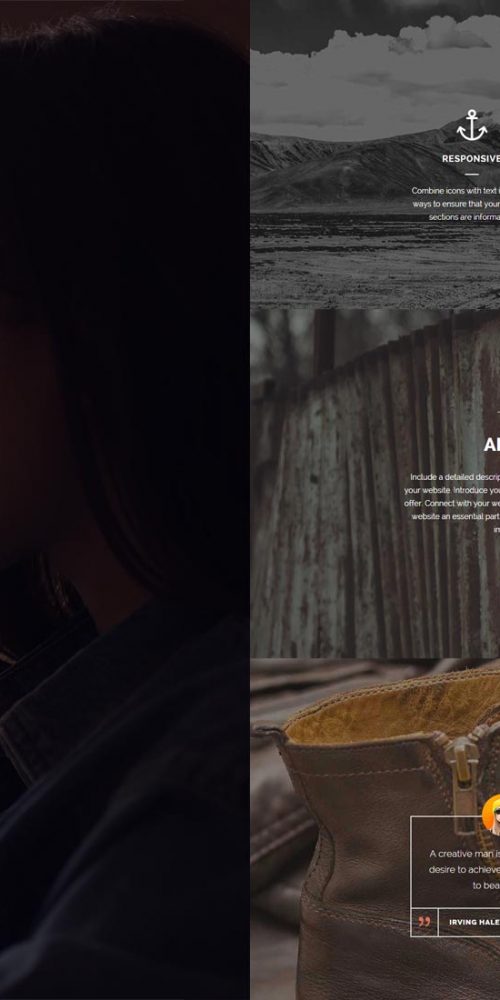 RESPONSIVE
Combine icons with text
ways to ensure that your
sections are informa
Include a detailed descrip
your website. Introduce you
offer. Connect with your we
website an essential part
A creative man is
desire to achieve
to bea
IRVING HALE